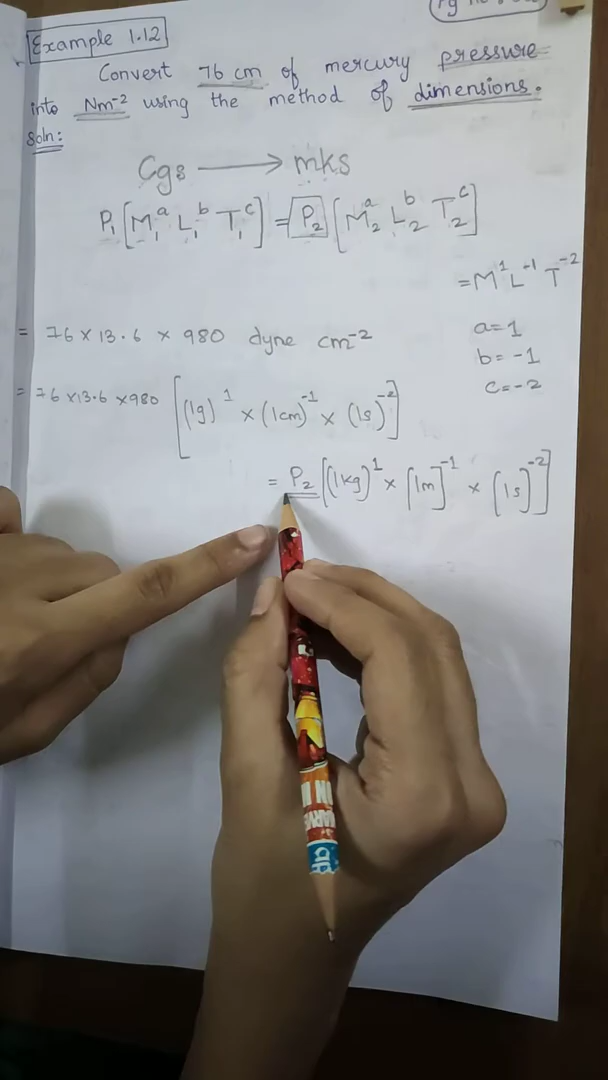 Example 1.12
Convert 76 cm of mercury pressure
into Nm⁻² using the method of dimensions.
Soln:
Cgs → mks
P₁[M₁ᵃ L₁ᵇ T₁ᶜ] = P₂ [M₂ᵃ L₂ᵇ T₂ᶜ]
= M¹ L⁻¹ T⁻²
= 76 × 13.6 × 980 dyne cm⁻²
a = 1
b = -1
c = -2
= 76 × 13.6 × 980 [(1g)¹ × (1cm)⁻¹ × (1s)⁻²]
= P₂ [(1kg)¹ × [1m]⁻¹ × [1s]⁻²]